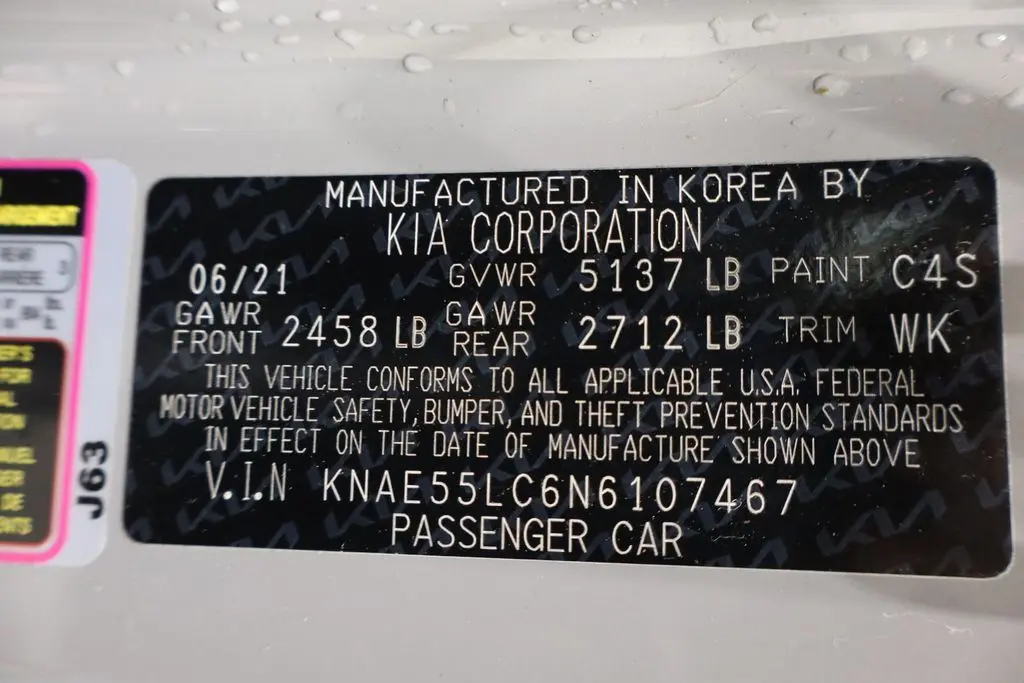 MANUFACTURED IN KOREA BY
KIA CORPORATION
06/21 GVWR 5137 LB PAINT C4S
GAWR FRONT 2458 LB GAWR REAR 2712 LB TRIM WK
THIS VEHICLE CONFORMS TO ALL APPLICABLE U.S.A. FEDERAL
MOTOR VEHICLE SAFETY, BUMPER, AND THEFT PREVENTION STANDARDS
IN EFFECT ON THE DATE OF MANUFACTURE SHOWN ABOVE
V.I.N KNAE55LC6N6107467
PASSENGER CAR
J63
REAR
DE